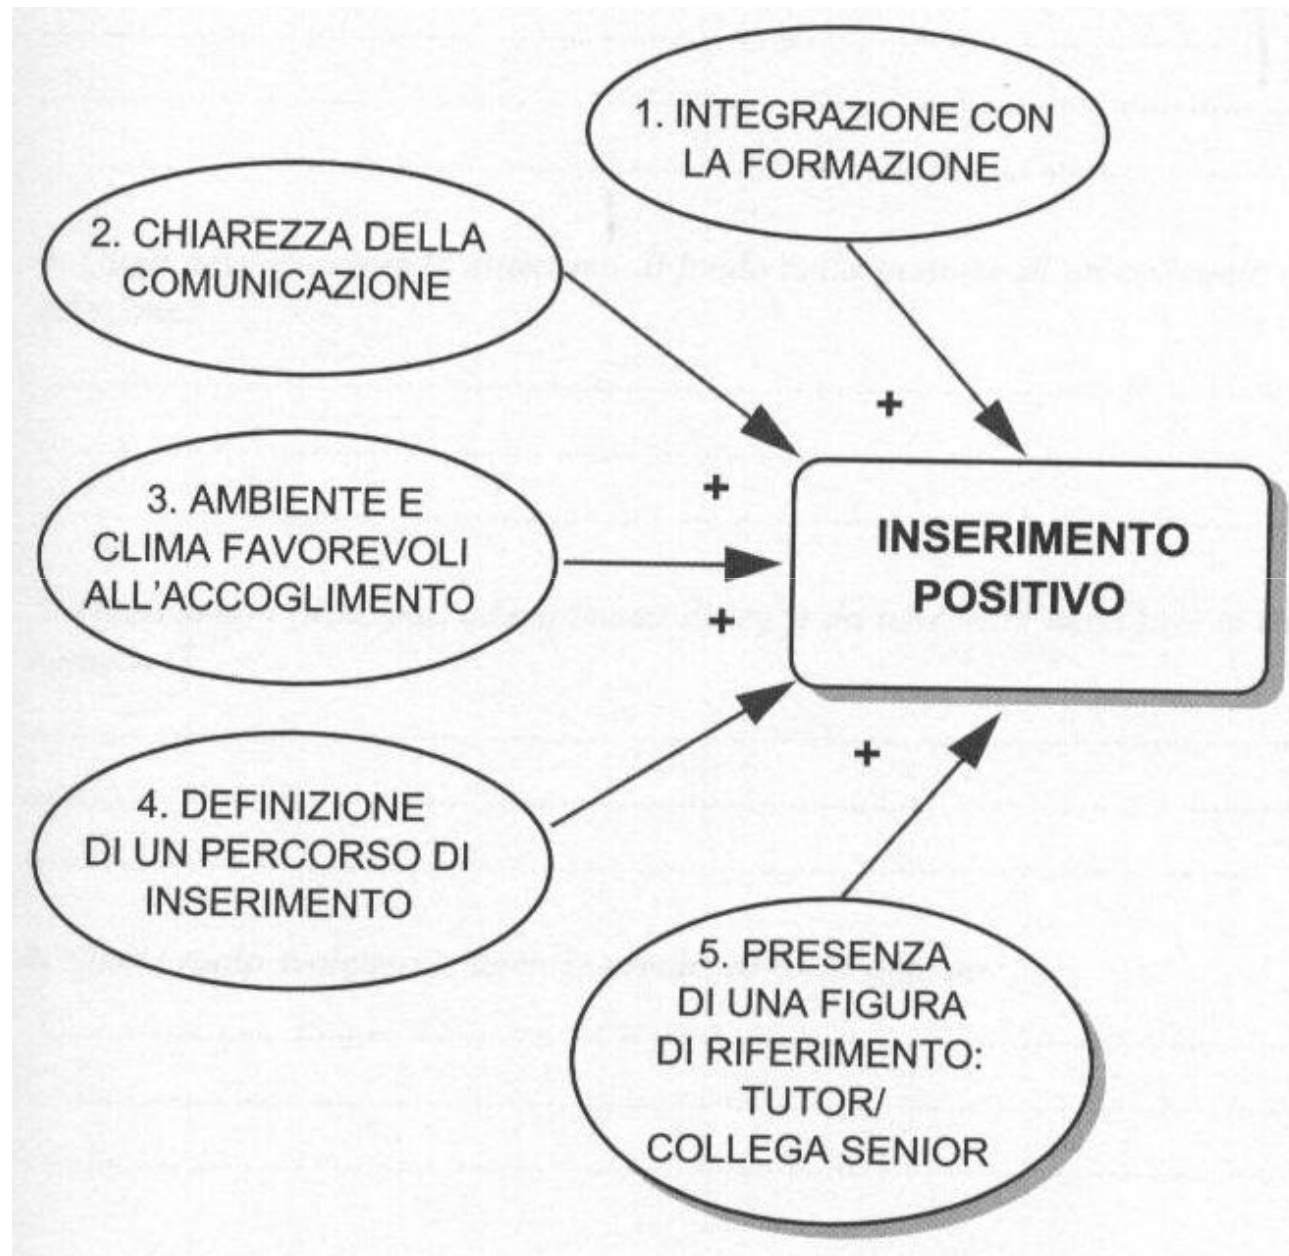 1. INTEGRAZIONE CON
LA FORMAZIONE
2. CHIAREZZA DELLA
COMUNICAZIONE
3. AMBIENTE E
CLIMA FAVOREVOLI
ALL'ACCOGLIMENTO
4. DEFINIZIONE
DI UN PERCORSO DI
INSERIMENTO
5. PRESENZA
DI UNA FIGURA
DI RIFERIMENTO:
TUTOR/
COLLEGA SENIOR
+
+
+
+
INSERIMENTO
POSITIVO